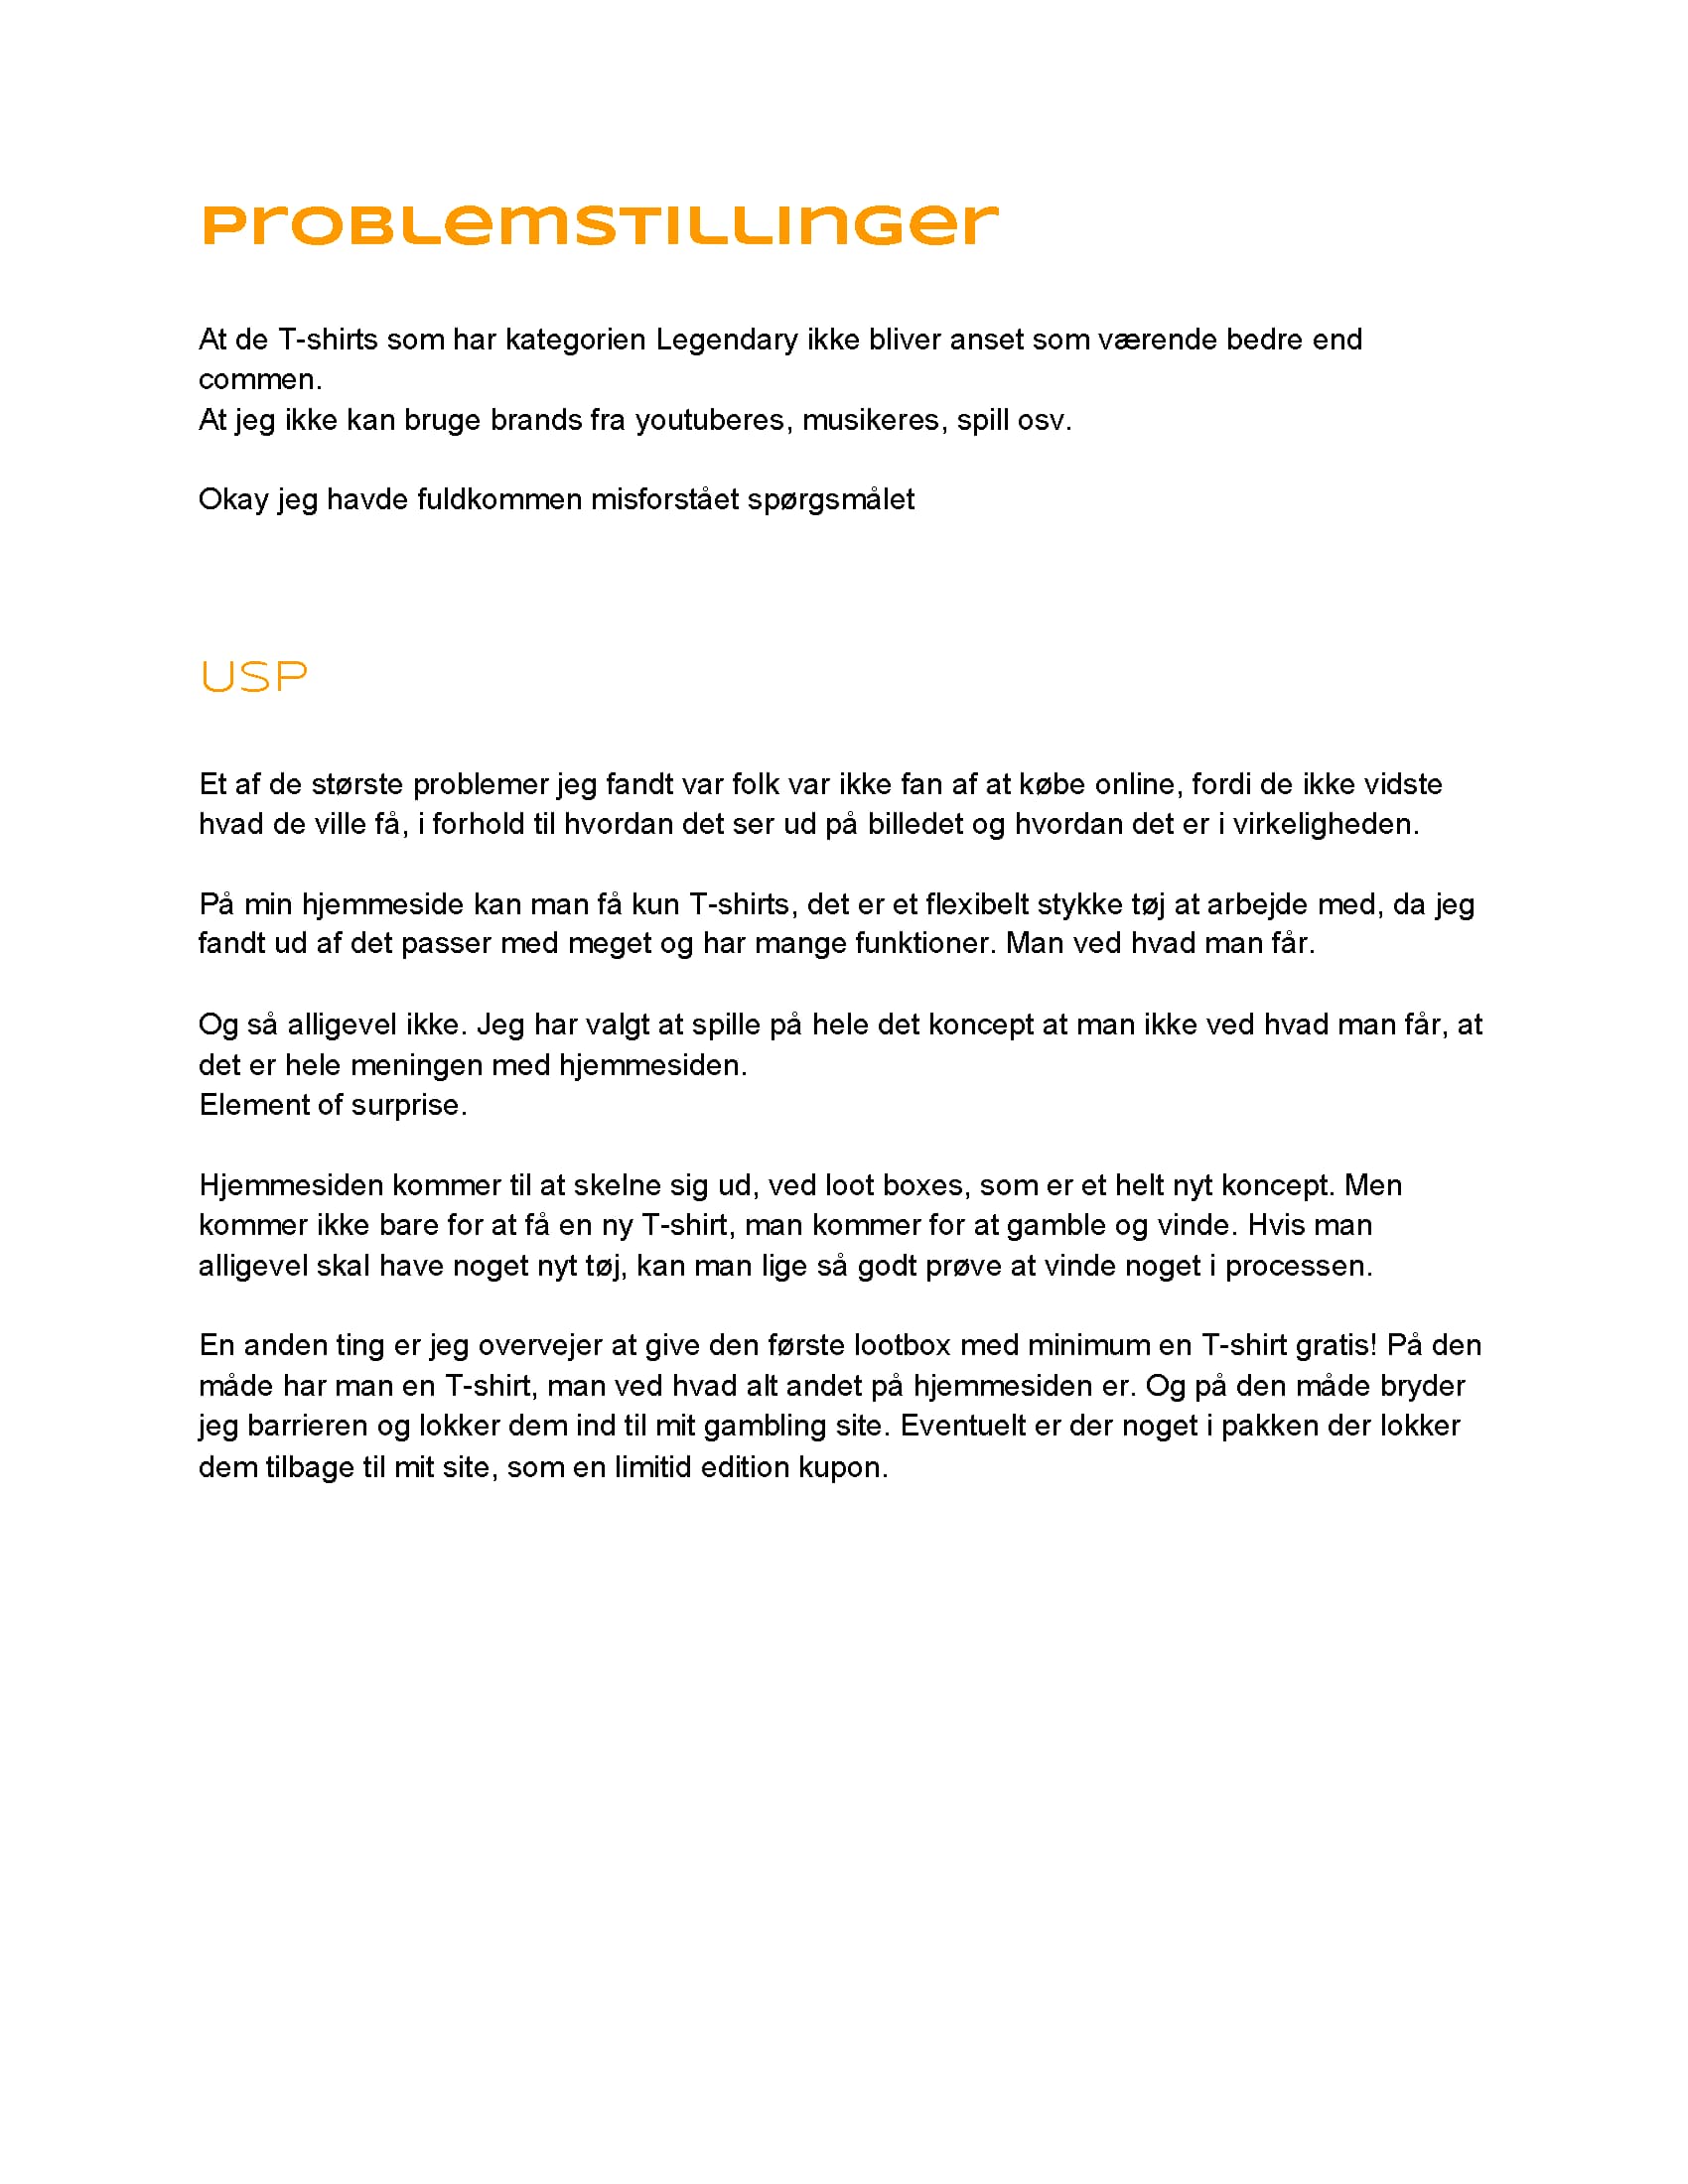 Problemstillinger
At de T-shirts som har kategorien Legendary ikke bliver anset som værende bedre end
commen.
At jeg ikke kan bruge brands fra youtuberes, musikeres, spill osv.
Okay jeg havde fuldkommen misforstået spørgsmålet
USP
Et af de største problemer jeg fandt var folk var ikke fan af at købe online, fordi de ikke vidste
hvad de ville få, i forhold til hvordan det ser ud på billedet og hvordan det er i virkeligheden.
På min hjemmeside kan man få kun T-shirts, det er et flexibelt stykke tøj at arbejde med, da jeg
fandt ud af det passer med meget og har mange funktioner. Man ved hvad man får.
Og så alligevel ikke. Jeg har valgt at spille på hele det koncept at man ikke ved hvad man får, at
det er hele meningen med hjemmesiden.
Element of surprise.
Hjemmesiden kommer til at skelne sig ud, ved loot boxes, som er et helt nyt koncept. Men
kommer ikke bare for at få en ny T-shirt, man kommer for at gamble og vinde. Hvis man
alligevel skal have noget nyt tøj, kan man lige så godt prøve at vinde noget i processen.
En anden ting er jeg overvejer at give den første lootbox med minimum en T-shirt gratis! På den
måde har man en T-shirt, man ved hvad alt andet på hjemmesiden er. Og på den måde bryder
jeg barrieren og lokker dem ind til mit gambling site. Eventuelt er der noget i pakken der lokker
dem tilbage til mit site, som en limitid edition kupon.